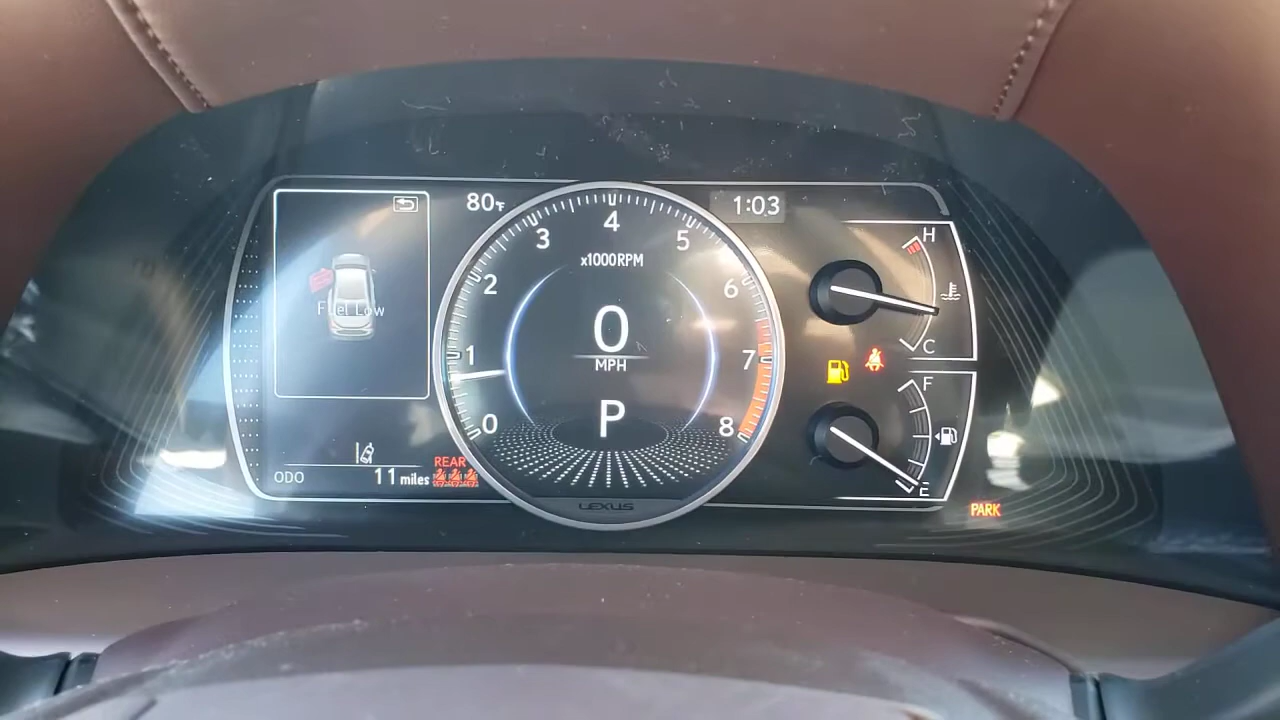 80°F
1:03
4
3
5
x1000RPM
2
6
H
Fuel Low
0
MPH
1
7
C
P
F
0
8
REAR
ODO
11 miles
E
LEXUS
PARK